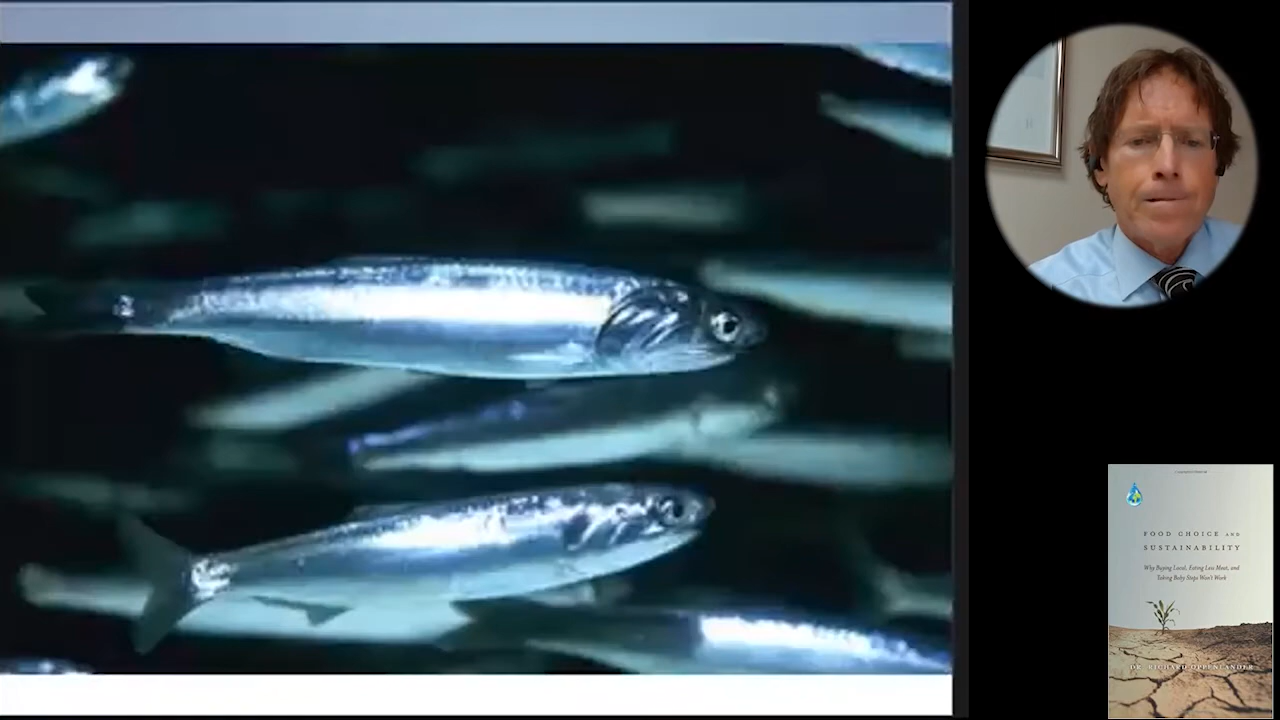 FOOD CHOICE AND
SUSTAINABILITY
Why Buying Local, Eating Less Meat, and
Taking Baby Steps Won't Work
DR. RICHARD OPPENLANDER